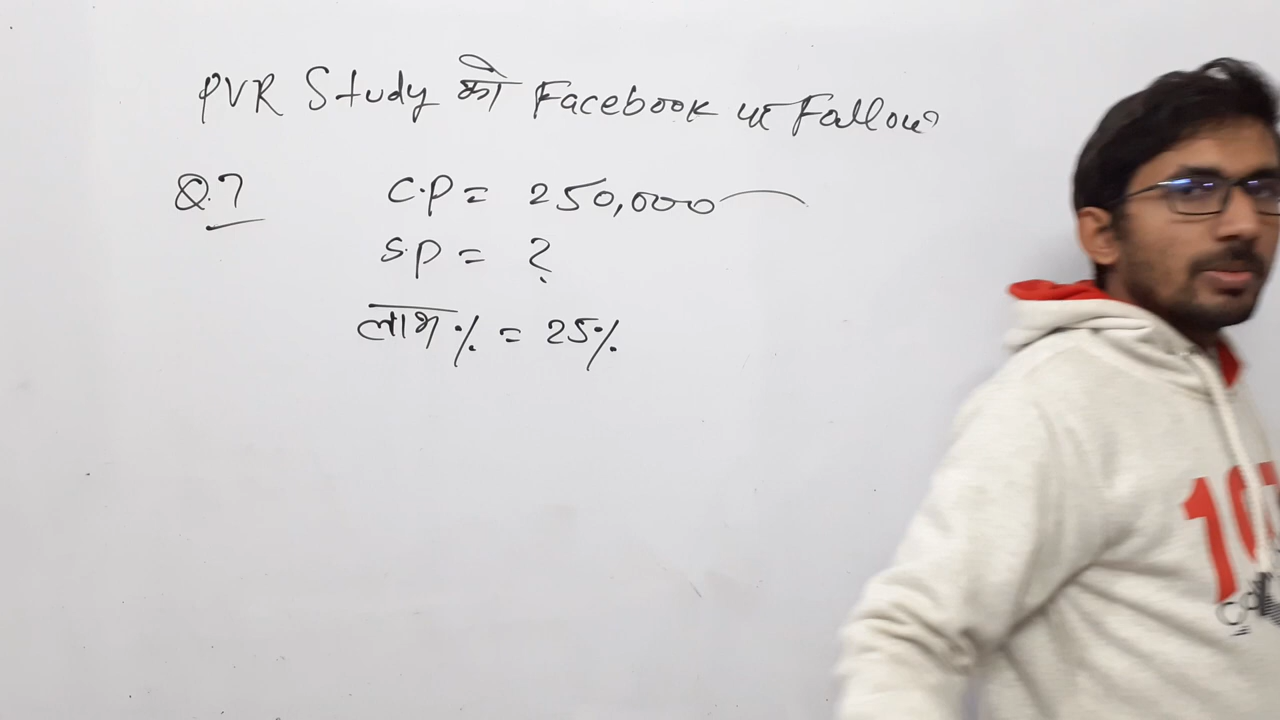 PVR Study को Facebook पर Follow
Q.7 C.P = 250,000
S.P = ?
लाभ % = 25%